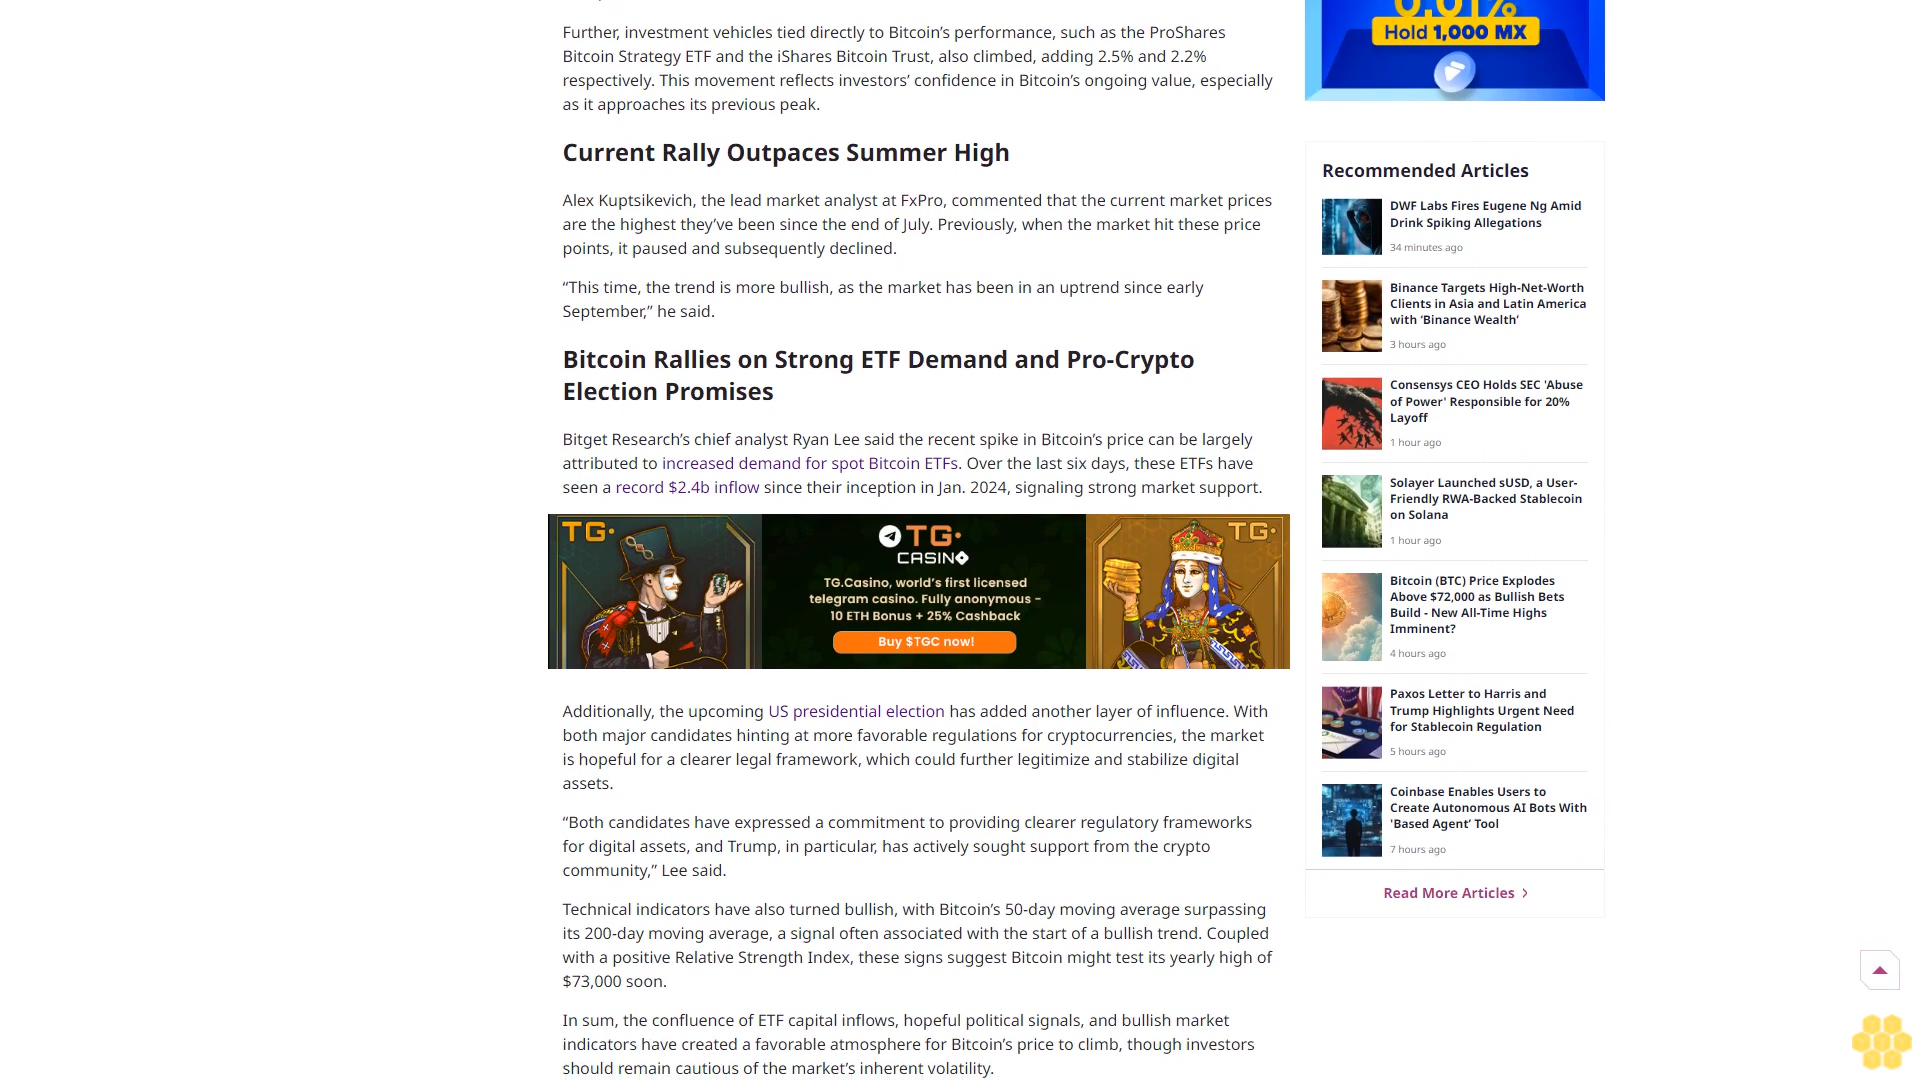 Further, investment vehicles tied directly to Bitcoin’s performance, such as the ProShares
Bitcoin Strategy ETF and the iShares Bitcoin Trust, also climbed, adding 2.5% and 2.2%
respectively. This movement reflects investors’ confidence in Bitcoin’s ongoing value, especially
as it approaches its previous peak.
Current Rally Outpaces Summer High
Alex Kuptsikevich, the lead market analyst at FxPro, commented that the current market prices
are the highest they’ve been since the end of July. Previously, when the market hit these price
points, it paused and subsequently declined.
“This time, the trend is more bullish, as the market has been in an uptrend since early
September,” he said.
Bitcoin Rallies on Strong ETF Demand and Pro-Crypto
Election Promises
Bitget Research’s chief analyst Ryan Lee said the recent spike in Bitcoin’s price can be largely
attributed to increased demand for spot Bitcoin ETFs. Over the last six days, these ETFs have
seen a record $2.4b inflow since their inception in Jan. 2024, signaling strong market support.
TG·
TG·
CASINO
TG.Casino, world’s first licensed
telegram casino. Fully anonymous -
10 ETH Bonus + 25% Cashback
Buy $TGC now!
TG·
Additionally, the upcoming US presidential election has added another layer of influence. With
both major candidates hinting at more favorable regulations for cryptocurrencies, the market
is hopeful for a clearer legal framework, which could further legitimize and stabilize digital
assets.
“Both candidates have expressed a commitment to providing clearer regulatory frameworks
for digital assets, and Trump, in particular, has actively sought support from the crypto
community,” Lee said.
Technical indicators have also turned bullish, with Bitcoin’s 50-day moving average surpassing
its 200-day moving average, a signal often associated with the start of a bullish trend. Coupled
with a positive Relative Strength Index, these signs suggest Bitcoin might test its yearly high of
$73,000 soon.
In sum, the confluence of ETF capital inflows, hopeful political signals, and bullish market
indicators have created a favorable atmosphere for Bitcoin’s price to climb, though investors
should remain cautious of the market’s inherent volatility.
0.01%
Hold 1,000 MX
Recommended Articles
DWF Labs Fires Eugene Ng Amid
Drink Spiking Allegations
34 minutes ago
Binance Targets High-Net-Worth
Clients in Asia and Latin America
with ‘Binance Wealth’
3 hours ago
Consensys CEO Holds SEC 'Abuse
of Power' Responsible for 20%
Layoff
1 hour ago
Solayer Launched sUSD, a User-
Friendly RWA-Backed Stablecoin
on Solana
1 hour ago
Bitcoin (BTC) Price Explodes
Above $72,000 as Bullish Bets
Build - New All-Time Highs
Imminent?
4 hours ago
Paxos Letter to Harris and
Trump Highlights Urgent Need
for Stablecoin Regulation
5 hours ago
Coinbase Enables Users to
Create Autonomous AI Bots With
'Based Agent’ Tool
7 hours ago
Read More Articles